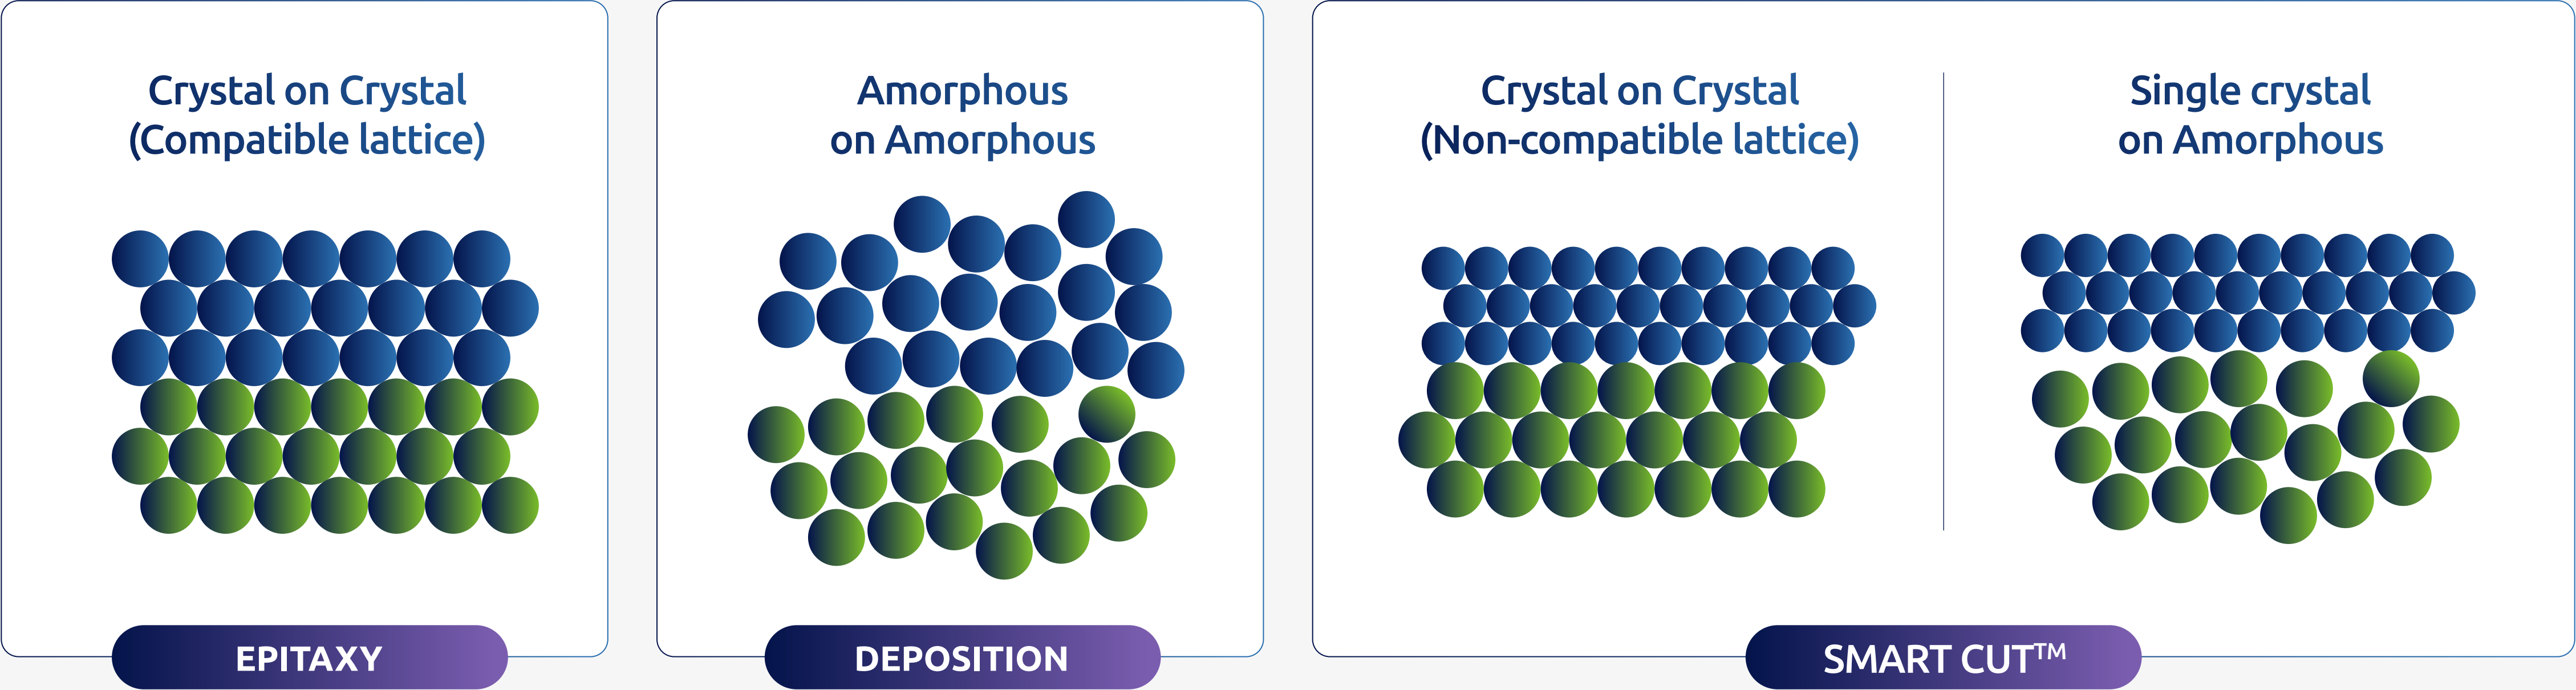 Crystal on Crystal
(Compatible lattice)
EPITAXY
Amorphous
on Amorphous
DEPOSITION
Crystal on Crystal
(Non-compatible lattice)
Single crystal
on Amorphous
SMART CUT™